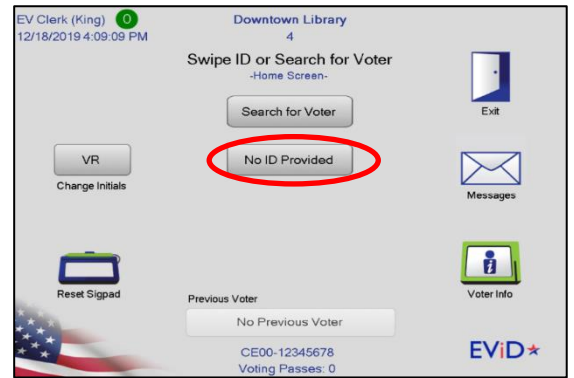 EV Clerk (King) 0
12/18/2019 4:09:09 PM
Downtown Library
4
Swipe ID or Search for Voter
-Home Screen-
Search for Voter
Exit
VR
Change Initials
No ID Provided
Messages
Reset Sigpad
Voter Info
Previous Voter
No Previous Voter
CE00-12345678
Voting Passes: 0
EViD